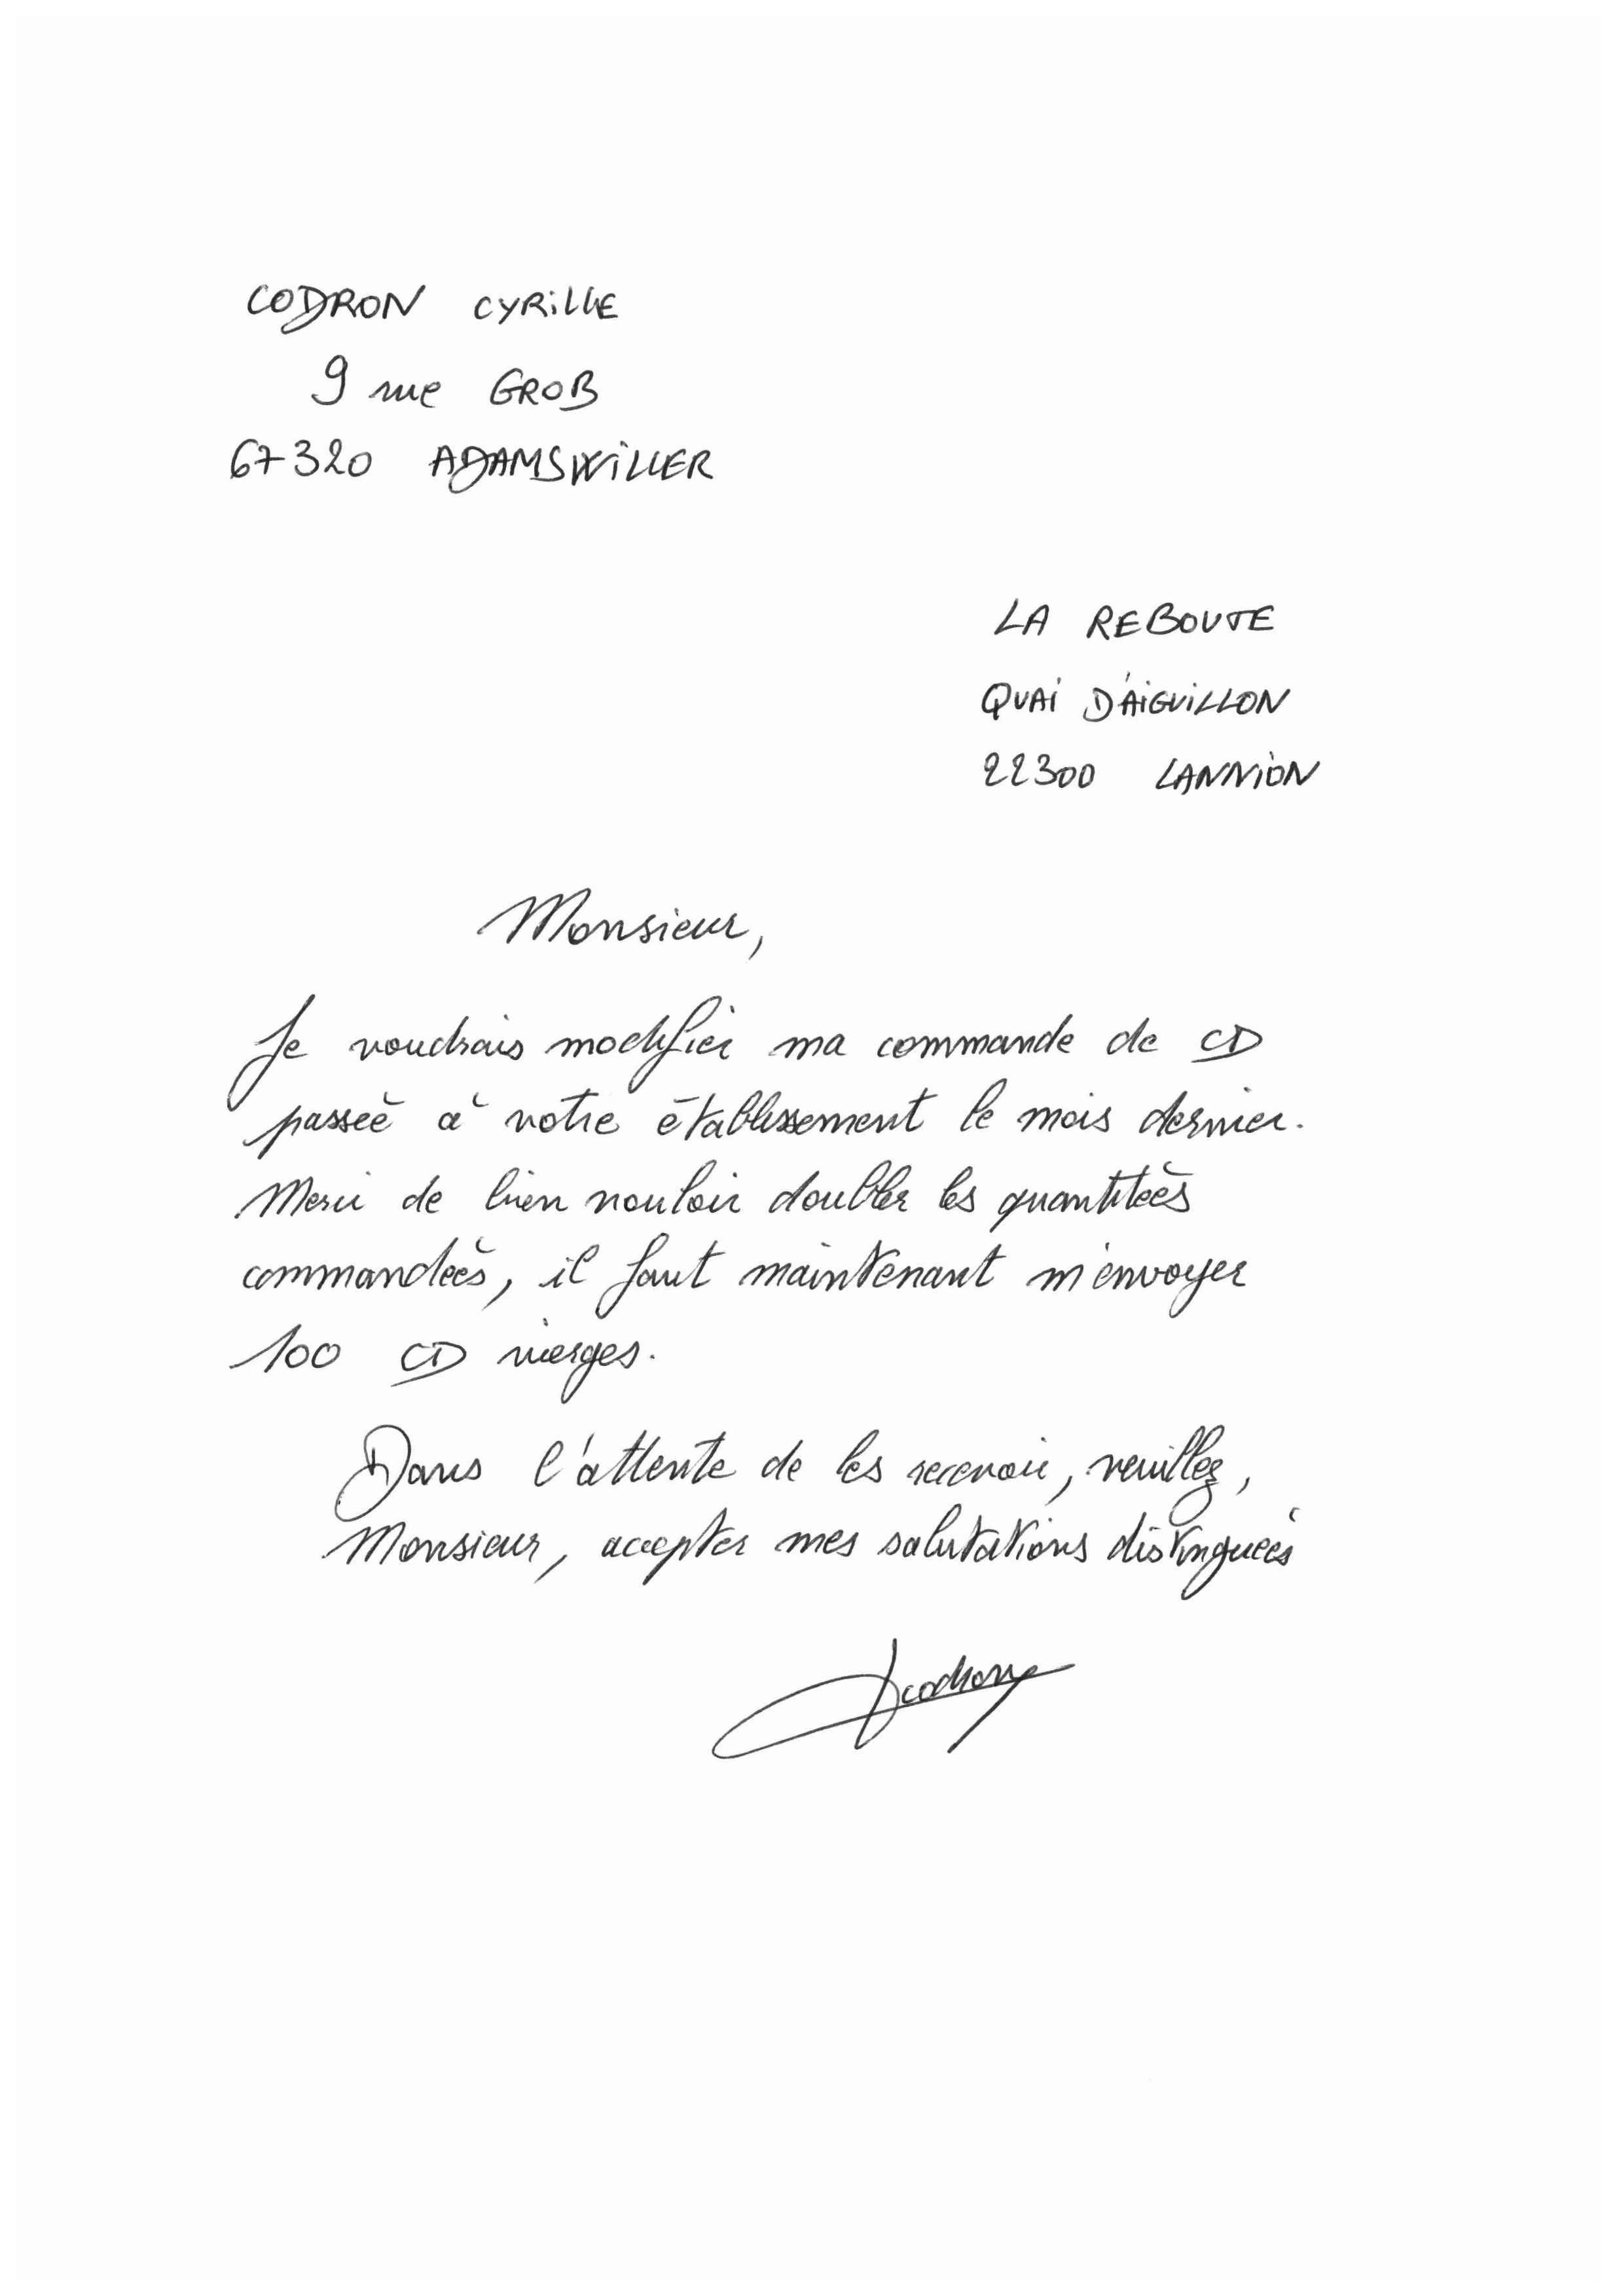 CODRON CYRILLE
9 rue GROB
67320 ADAMSWILLER
LA REBOUTE
QUAI D'AIGUILLON
22300 LANNION
Monsieur,
Je voudrais modifier ma commande de CD
passée à votre établissement le mois dernier.
Merci de bien vouloir doubler les quantitées
commandées, il faut maintenant m'envoyer
100 CD vierges.
Dans l'attente de les recevoir, veuillez,
Monsieur, accepter mes salutations distinguées
codron